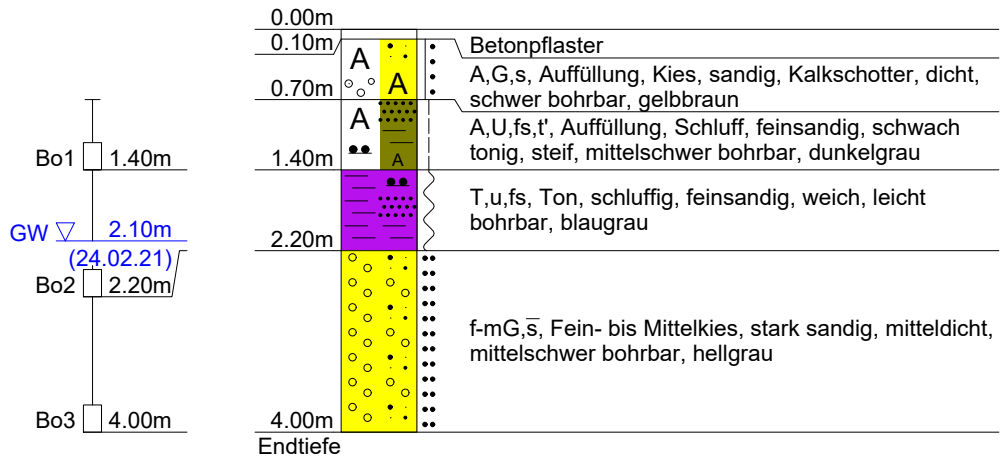 0.00m
0.10m
Betonpflaster
A
A
A,G,s, Auffüllung, Kies, sandig, Kalkschotter, dicht,
schwer bohrbar, gelbbraun
0.70m
A
A
A,U,fs,t', Auffüllung, Schluff, feinsandig, schwach
tonig, steif, mittelschwer bohrbar, dunkelgrau
Bo1 1.40m
1.40m
T,u,fs, Ton, schluffig, feinsandig, weich, leicht
bohrbar, blaugrau
GW 2.10m
(24.02.21)
2.20m
Bo2 2.20m
f-mG,s̅, Fein- bis Mittelkies, stark sandig, mitteldicht,
mittelschwer bohrbar, hellgrau
Bo3 4.00m
4.00m
Endtiefe